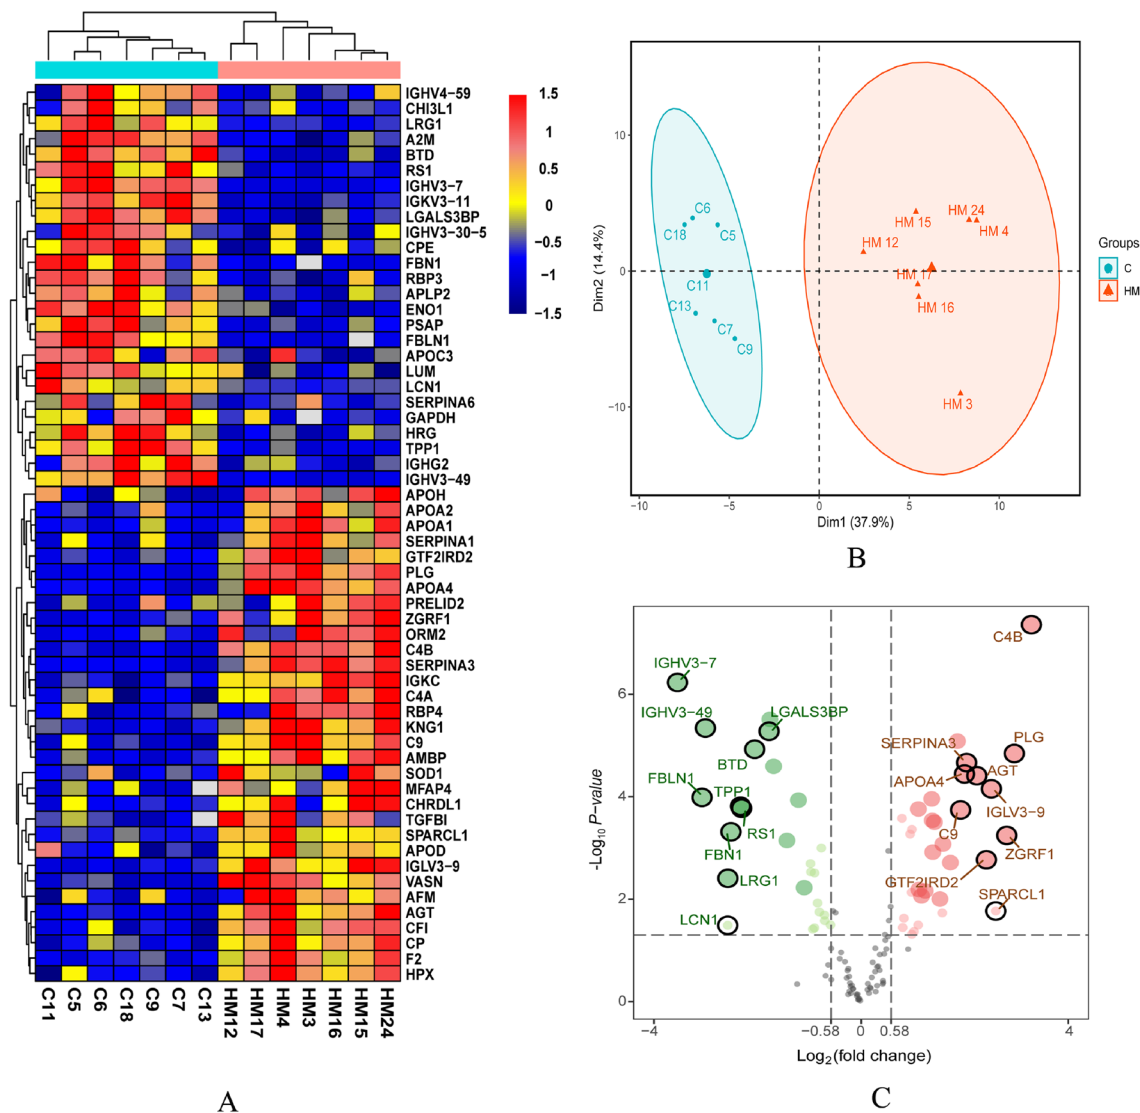 IGHV4-59
CHI3L1
LRG1
A2M
BTD
RS1
IGHV3-7
IGKV3-11
LGALS3BP
IGHV3-30-5
CPE
FBN1
RBP3
APLP2
ENO1
PSAP
FBLN1
APOC3
LUM
LCN1
SERPINA6
GAPDH
HRG
TPP1
IGHG2
IGHV3-49
APOH
APOA2
APOA1
SERPINA1
GTF2IRD2
PLG
APOA4
PRELID2
ZGRF1
ORM2
C4B
SERPINA3
IGKC
C4A
RBP4
KNG1
C9
AMBP
SOD1
MFAP4
CHRDL1
TGFBI
SPARCL1
APOD
IGLV3-9
VASN
AFM
AGT
CFI
CP
F2
HPX
C11 C5 C6 C18 C9 C7 C13 HM12 HM17 HM4 HM3 HM16 HM15 HM24
1.5
1
0.5
0
−0.5
−1
−1.5
A
Dim2 (14.4%)
10
0
−10
−10 −5 0 5 10
Dim1 (37.9%)
C6
C18
C5
C11
C13
C7
C9
HM 15
HM 24
HM 4
HM 12
HM 17
HM 16
HM 3
Groups
C
HM
B
-Log10 P-value
6
4
2
0
−4 −0.58 0 0.58 4
Log2(fold change)
C4B
IGHV3-7
IGHV3-49
LGALS3BP
BTD
FBLN1
TPP1
RS1
FBN1
LRG1
LCN1
SERPINA3
PLG
APOA4
AGT
IGLV3-9
C9
ZGRF1
GTF2IRD2
SPARCL1
C